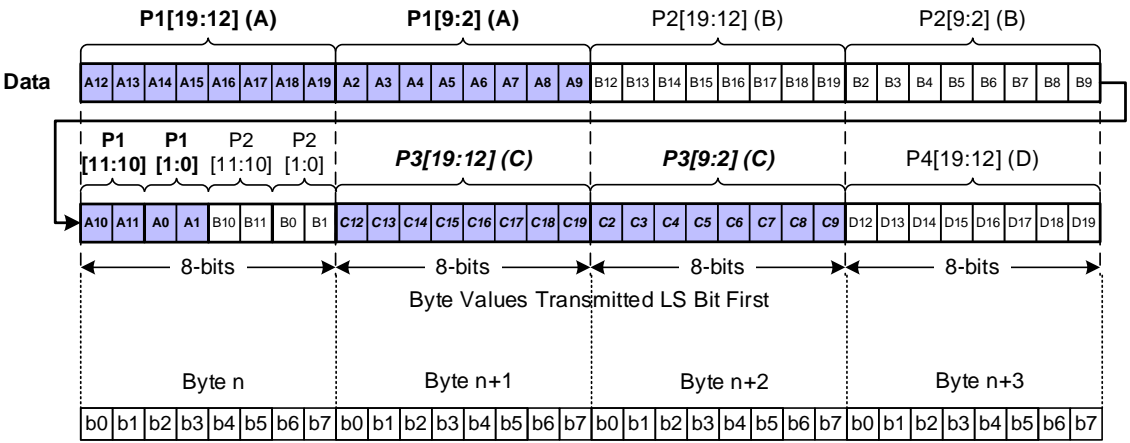 P1[19:12] (A) P1[9:2] (A) P2[19:12] (B) P2[9:2] (B)
Data A12 A13 A14 A15 A16 A17 A18 A19 A2 A3 A4 A5 A6 A7 A8 A9 B12 B13 B14 B15 B16 B17 B18 B19 B2 B3 B4 B5 B6 B7 B8 B9
P1 P1 P2 P2
[11:10] [1:0] [11:10] [1:0] P3[19:12] (C) P3[9:2] (C) P4[19:12] (D)
A10 A11 A0 A1 B10 B11 B0 B1 C12 C13 C14 C15 C16 C17 C18 C19 C2 C3 C4 C5 C6 C7 C8 C9 D12 D13 D14 D15 D16 D17 D18 D19
8-bits 8-bits 8-bits 8-bits
Byte Values Transmitted LS Bit First
Byte n Byte n+1 Byte n+2 Byte n+3
b0 b1 b2 b3 b4 b5 b6 b7 b0 b1 b2 b3 b4 b5 b6 b7 b0 b1 b2 b3 b4 b5 b6 b7 b0 b1 b2 b3 b4 b5 b6 b7